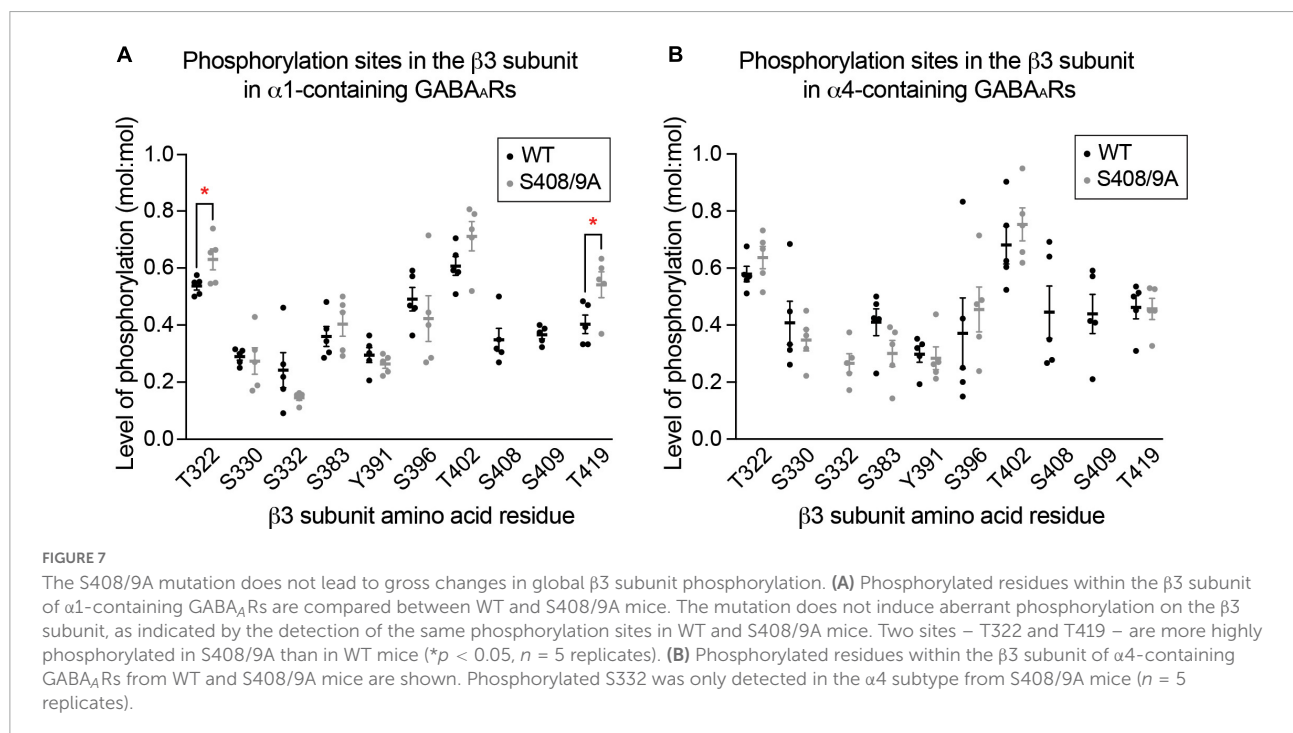 A
Phosphorylation sites in the β3 subunit
in α1-containing GABAARs
WT
S408/9A
*
*
Level of phosphorylation (mol:mol)
1.0
0.8
0.6
0.4
0.2
0.0
T322
S330
S332
S383
Y391
S396
T402
S408
S409
T419
β3 subunit amino acid residue
B
Phosphorylation sites in the β3 subunit
in α4-containing GABAARs
WT
S408/9A
Level of phosphorylation (mol:mol)
1.0
0.8
0.6
0.4
0.2
0.0
T322
S330
S332
S383
Y391
S396
T402
S408
S409
T419
β3 subunit amino acid residue
FIGURE 7
The S408/9A mutation does not lead to gross changes in global β3 subunit phosphorylation. (A) Phosphorylated residues within the β3 subunit
of α1-containing GABAARs are compared between WT and S408/9A mice. The mutation does not induce aberrant phosphorylation on the β3
subunit, as indicated by the detection of the same phosphorylation sites in WT and S408/9A mice. Two sites – T322 and T419 – are more highly
phosphorylated in S408/9A than in WT mice (*p < 0.05, n = 5 replicates). (B) Phosphorylated residues within the β3 subunit of α4-containing
GABAARs from WT and S408/9A mice are shown. Phosphorylated S332 was only detected in the α4 subtype from S408/9A mice (n = 5
replicates).